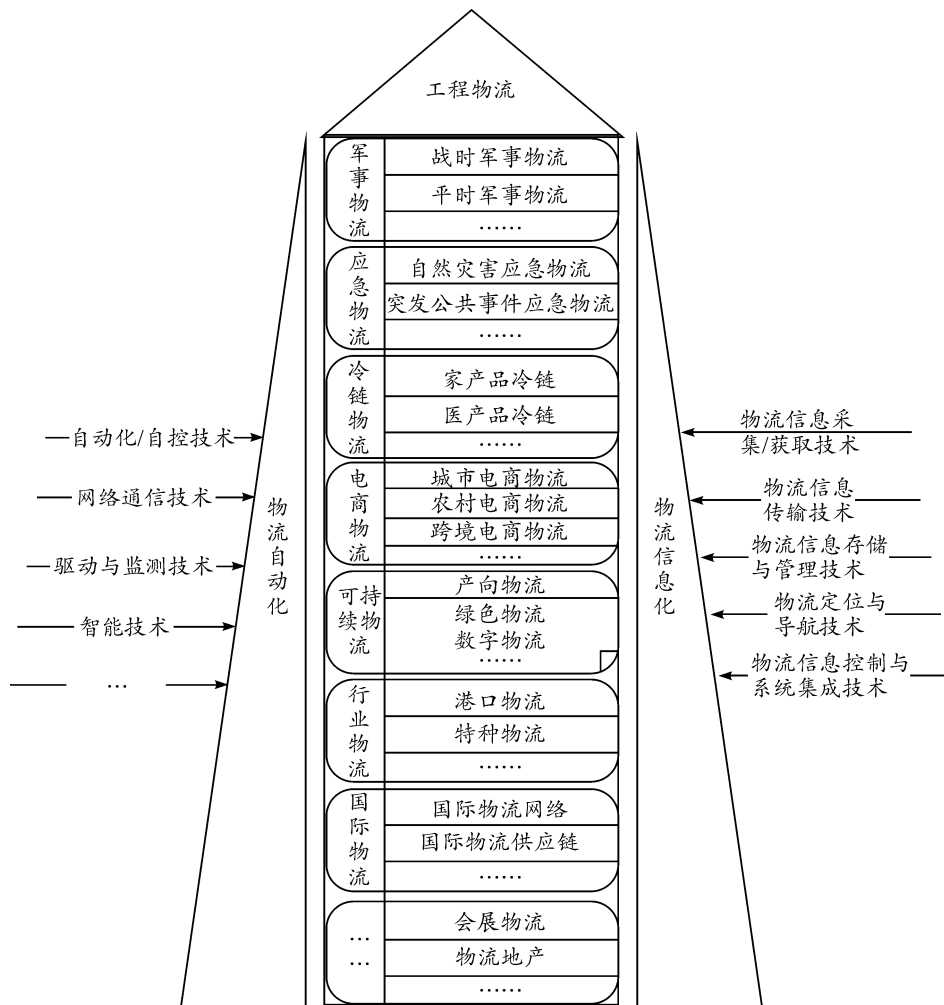 工程物流
军事物流
战时军事物流
平时军事物流
……
应急物流
自然灾害应急物流
突发公共事件应急物流
……
冷链物流
家产品冷链
医产品冷链
……
电商物流
城市电商物流
农村电商物流
跨境电商物流
……
可持续物流
产向物流
绿色物流
数字物流
……
行业物流
港口物流
特种物流
……
国际物流
国际物流网络
国际物流供应链
……
…
…
会展物流
物流地产
……
物流自动化
自动化/自控技术
网络通信技术
驱动与监测技术
智能技术
…
物流信息化
物流信息采
集/获取技术
物流信息
传输技术
物流信息存储
与管理技术
物流定位与
导航技术
物流信息控制与
系统集成技术